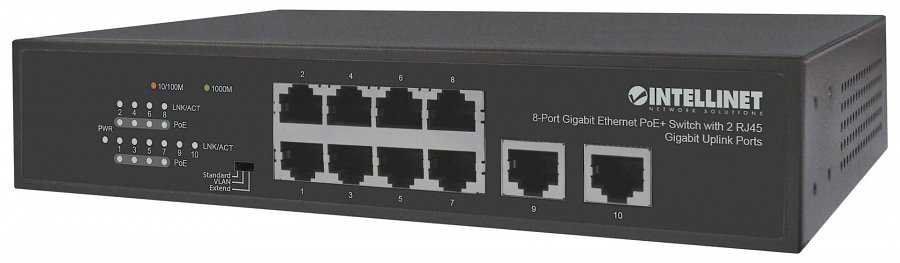 2 4 6 8
10/100M 1000M
INTELLINET
NETWORK SOLUTIONS
8-Port Gigabit Ethernet PoE+ Switch with 2 RJ45
Gigabit Uplink Ports
LNK/ACT
2 4 6 8
PoE
PWR
LNK/ACT
1 3 5 7 9 10
PoE
Standard
VLAN
Extend
1 3 5 7 9 10